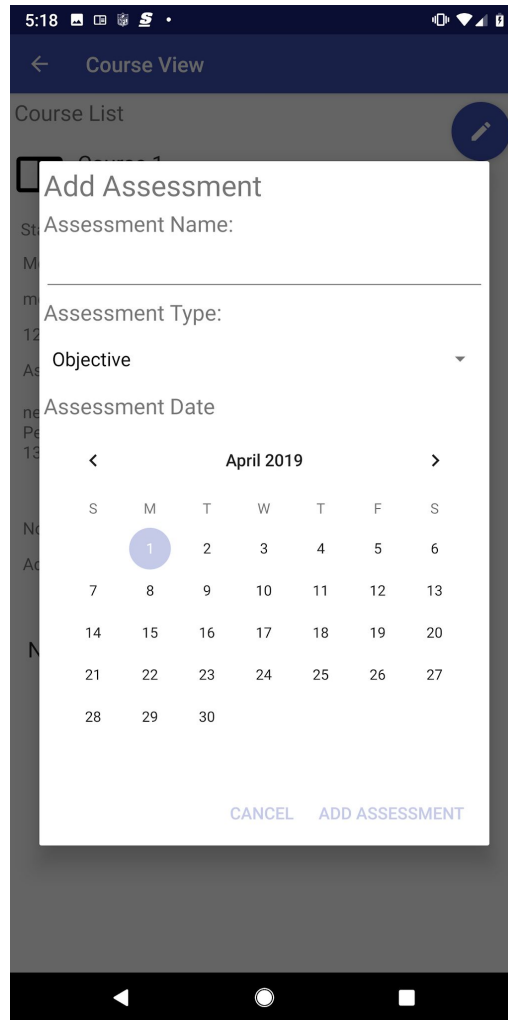 5:18
Course View
Course List
Add Assessment
Assessment Name:
Assessment Type:
12
Objective
Assessment Date
13
April 2019
S M T W T F S
1 2 3 4 5 6
7 8 9 10 11 12 13
14 15 16 17 18 19 20
21 22 23 24 25 26 27
28 29 30
CANCEL ADD ASSESSMENT